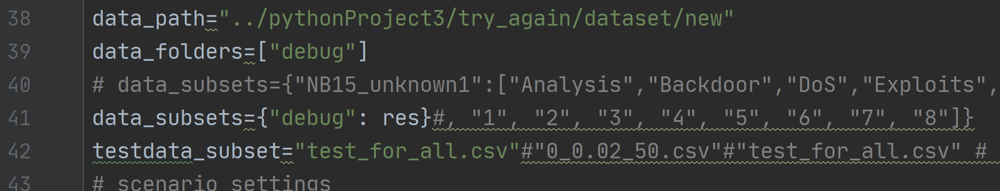 38 data_path="../pythonProject3/try_again/dataset/new"
39 data_folders=["debug"]
40 # data_subsets={"NB15_unknown1":["Analysis","Backdoor","DoS","Exploits",
41 data_subsets={"debug": res}#, "1", "2", "3", "4", "5", "6", "7", "8"]}
42 testdata_subset="test_for_all.csv"#"0_0.02_50.csv"#"test_for_all.csv" #
43 # scenario settings